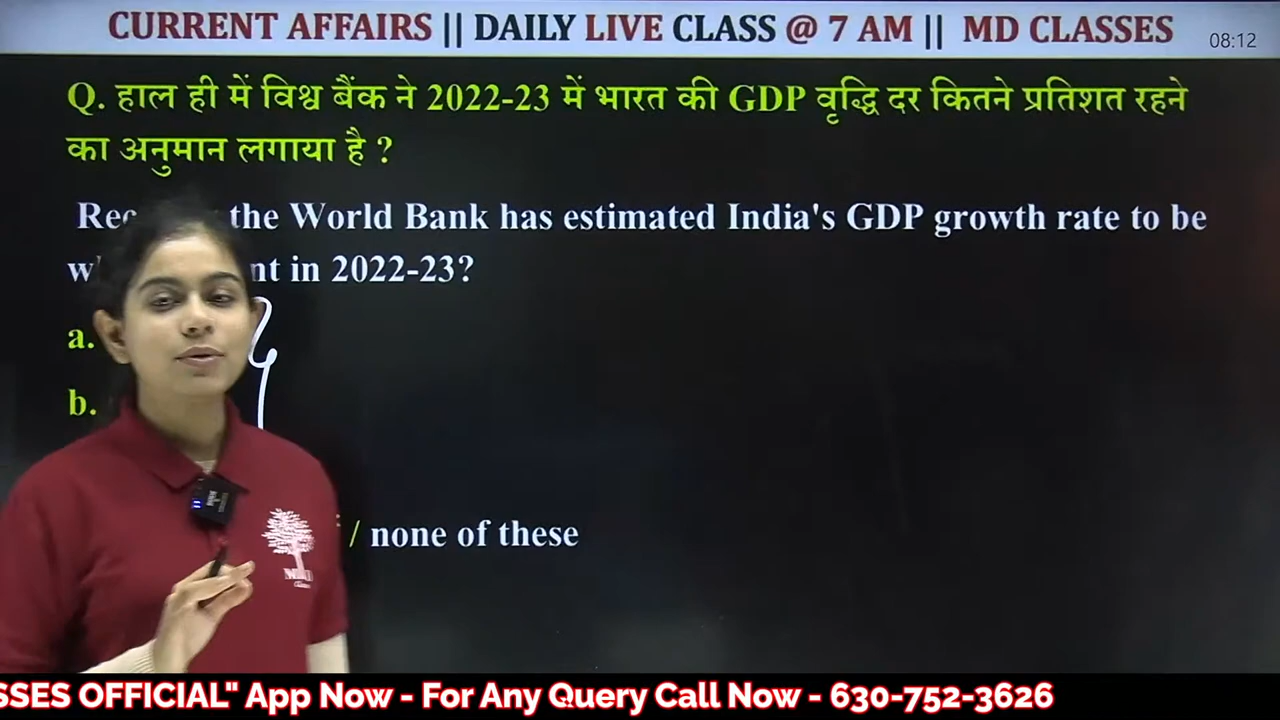 CURRENT AFFAIRS || DAILY LIVE CLASS @ 7 AM || MD CLASSES
08:12
Q. हाल ही में विश्व बैंक ने 2022-23 में भारत की GDP वृद्धि दर कितने प्रतिशत रहने
का अनुमान लगाया है ?
the World Bank has estimated India's GDP growth rate to be
in 2022-23?
a.
b.
/ none of these
OFFICIAL" App Now - For Any Query Call Now - 630-752-3626